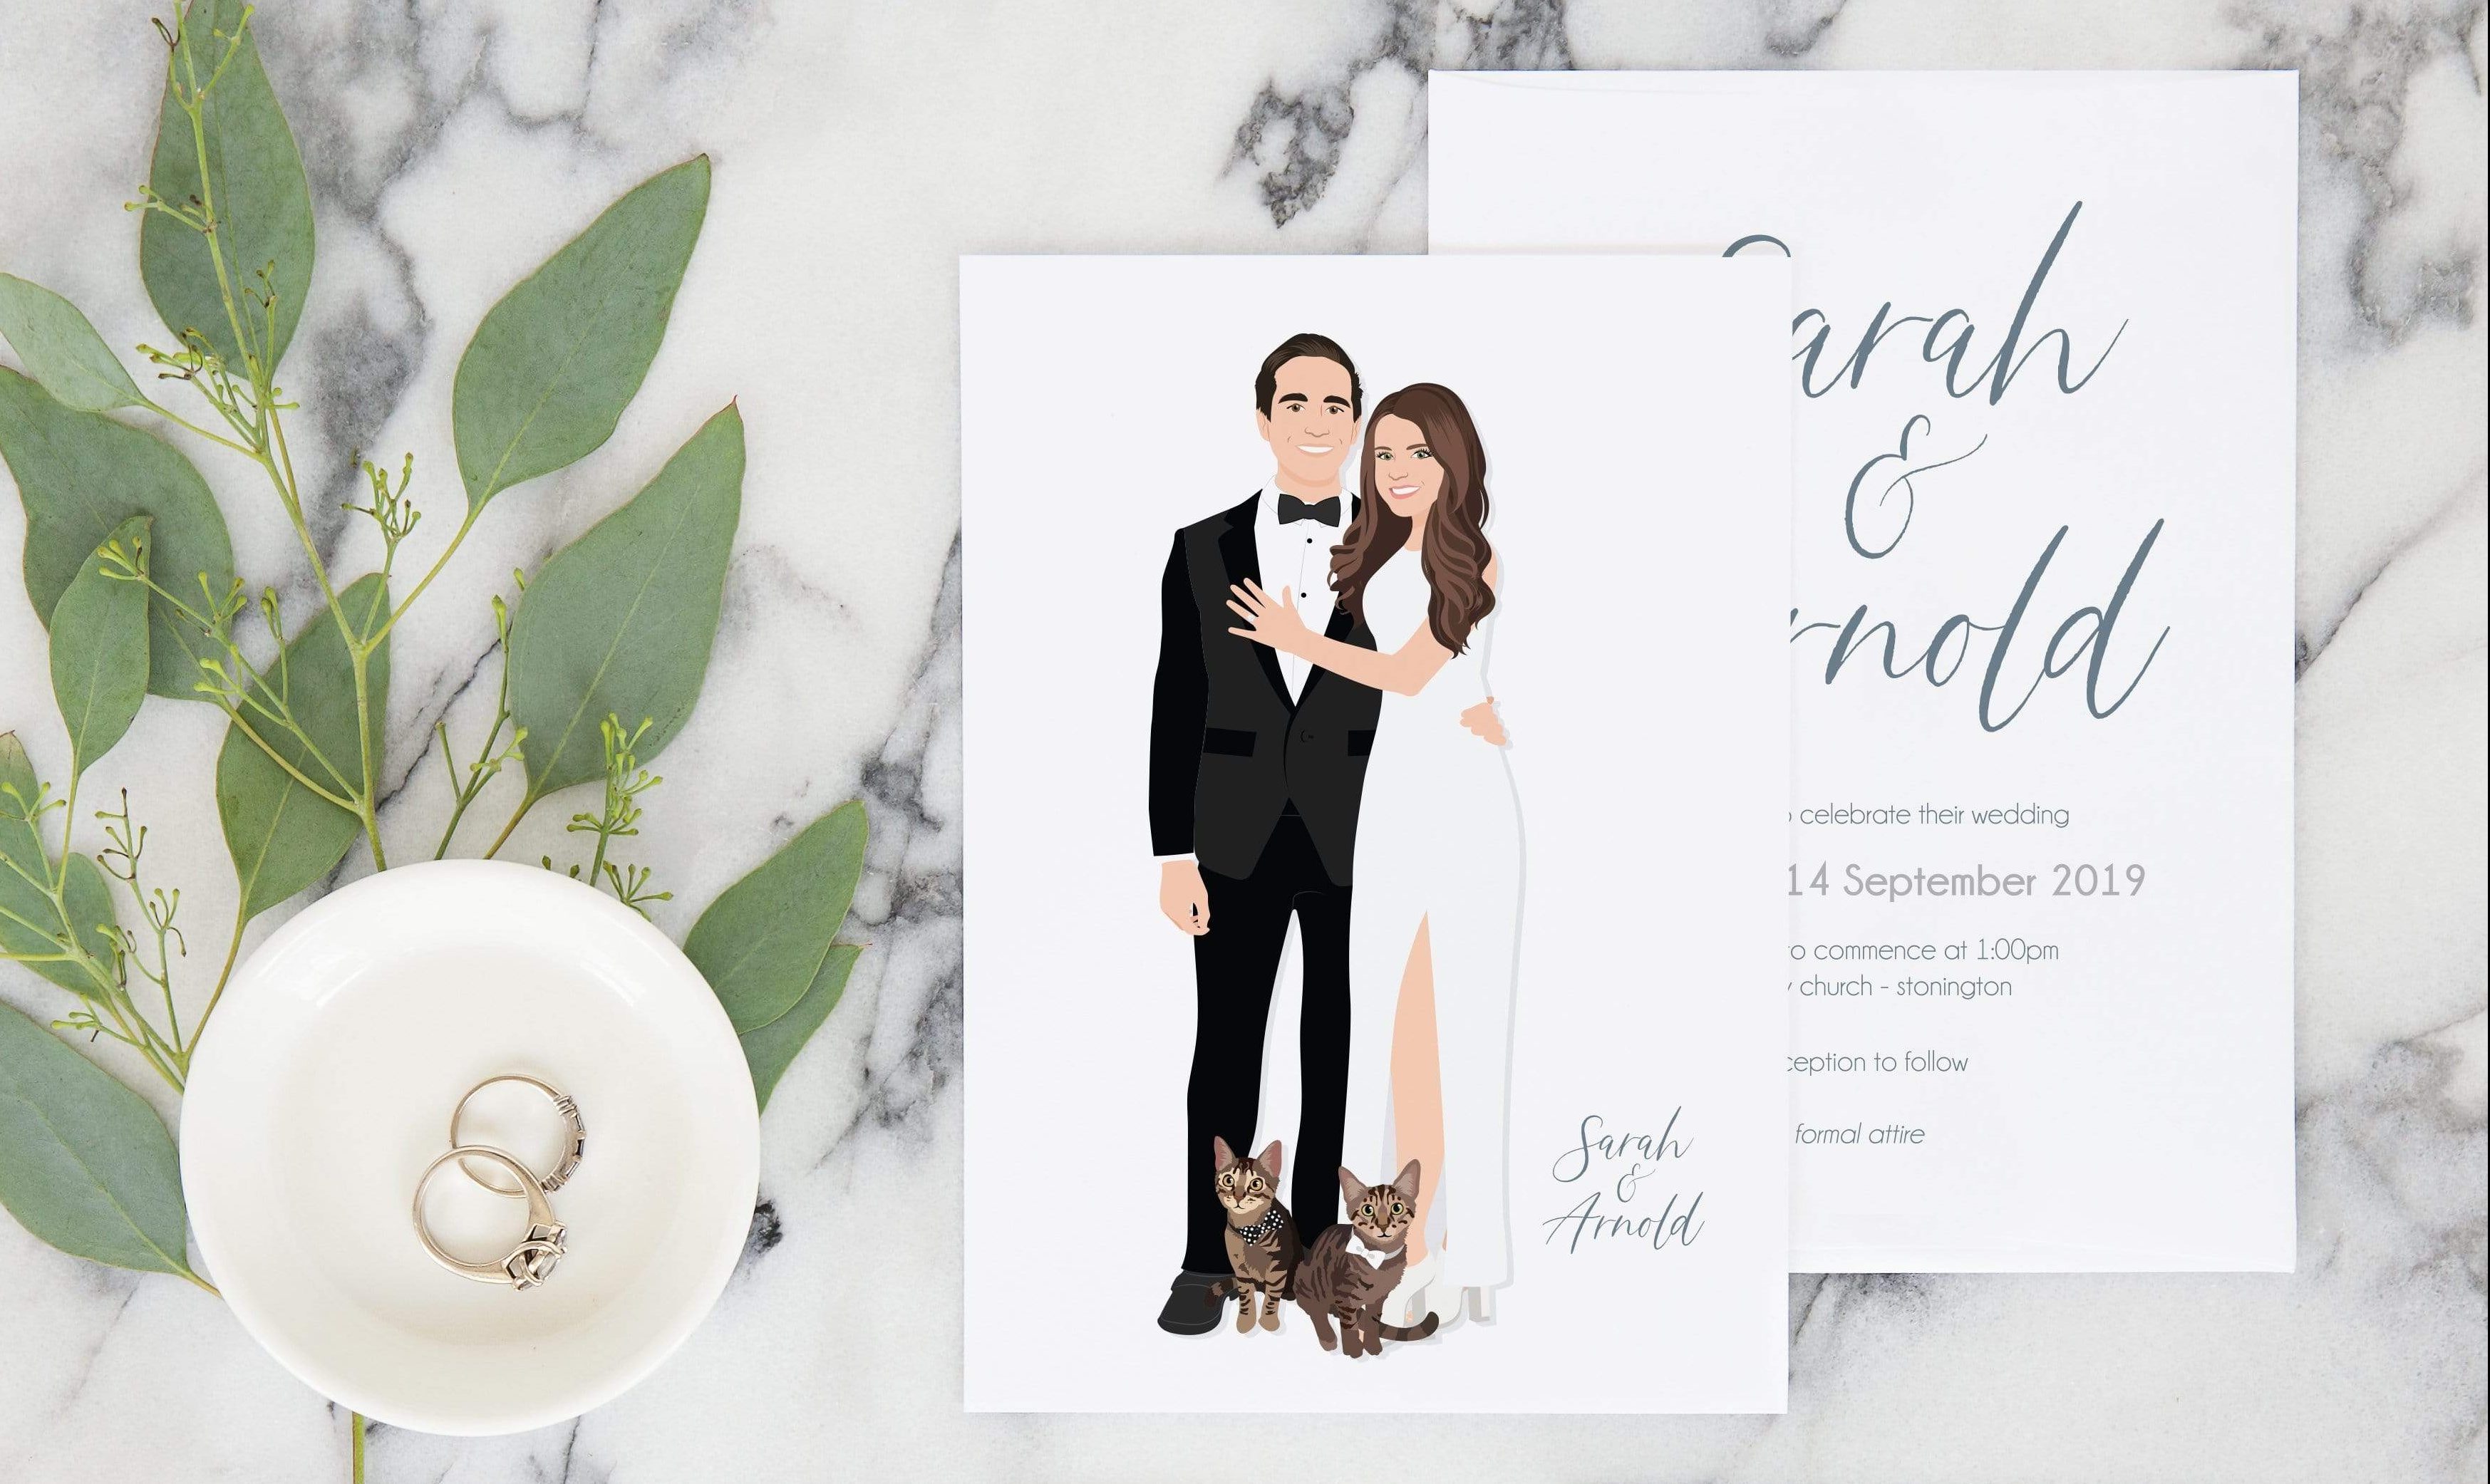 Sarah
&
Arnold
arah
&
rnold
celebrate their wedding
14 September 2019
commence at 1:00pm
church - stonington
to follow
formal attire